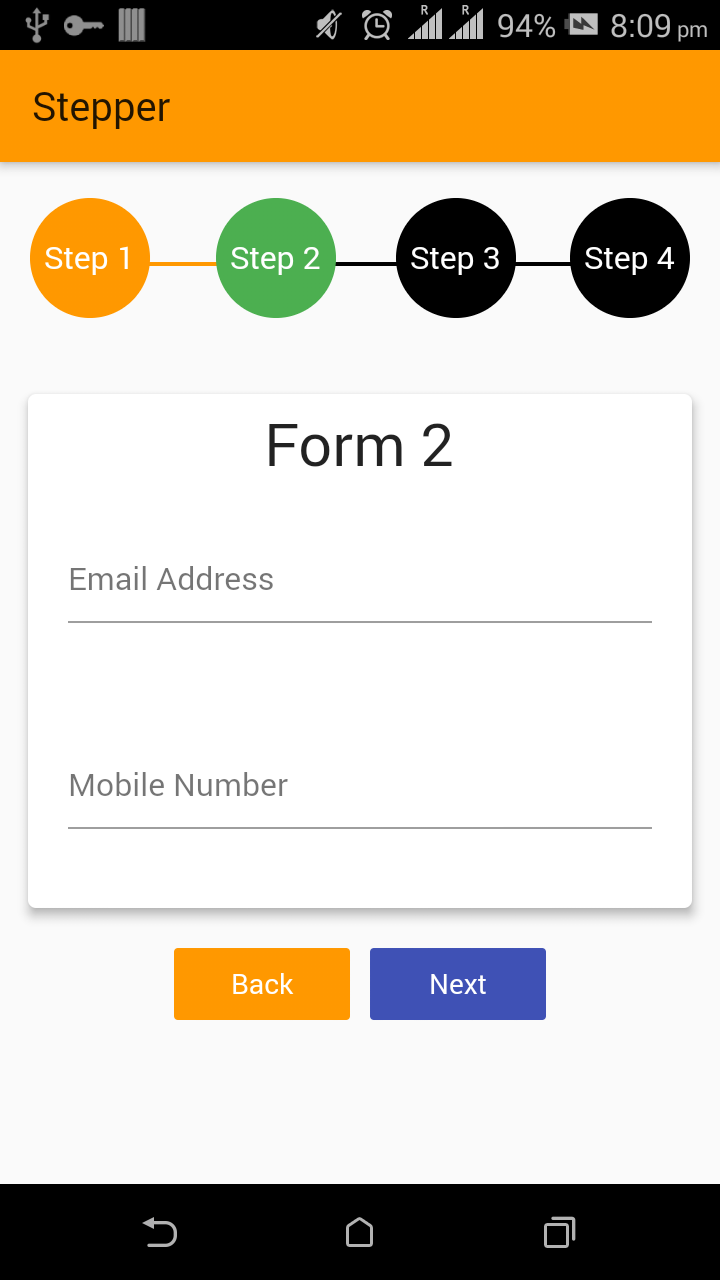 R R 94% 8:09 pm
Stepper
Step 1 Step 2 Step 3 Step 4
Form 2
Email Address
Mobile Number
Back Next